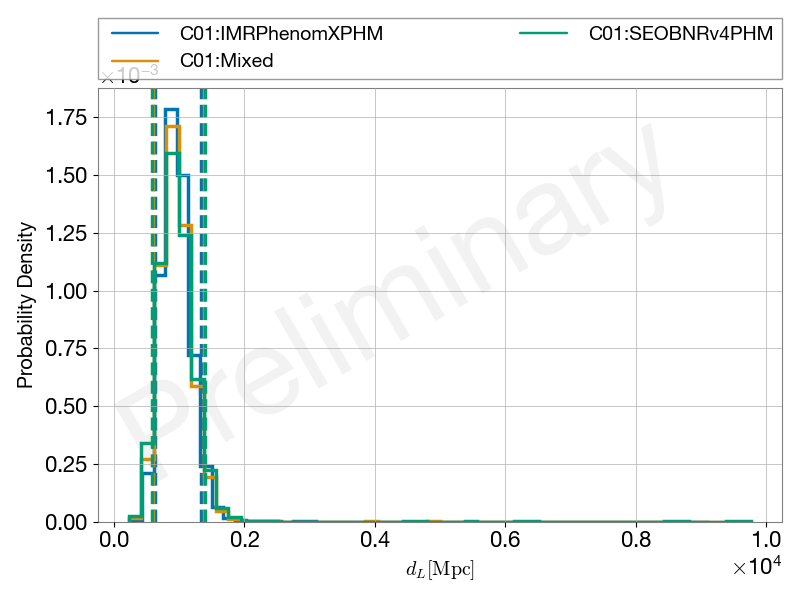 C01:IMRPhenomXPHM
C01:Mixed
C01:SEOBNRv4PHM
×10⁻³
1.75
1.50
1.25
1.00
0.75
0.50
0.25
0.00
Probability Density
Preliminary
0.0 0.2 0.4 0.6 0.8 1.0
×10⁴
d_L[Mpc]